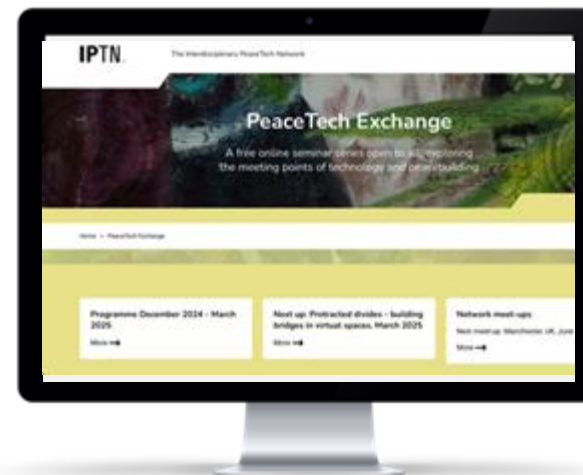 IPTN.
The Interdisciplinary PeaceTech Network
PeaceTech Exchange
A free online seminar series open to all, exploring
the meeting points of technology and peacebuilding
Home > PeaceTech Exchange
Programme December 2024 - March
2025
More →
Next up: Protracted divides - building
bridges in virtual spaces, March 2025
More →
Network meet-ups
Next meet-up: Manchester, UK, June
More →